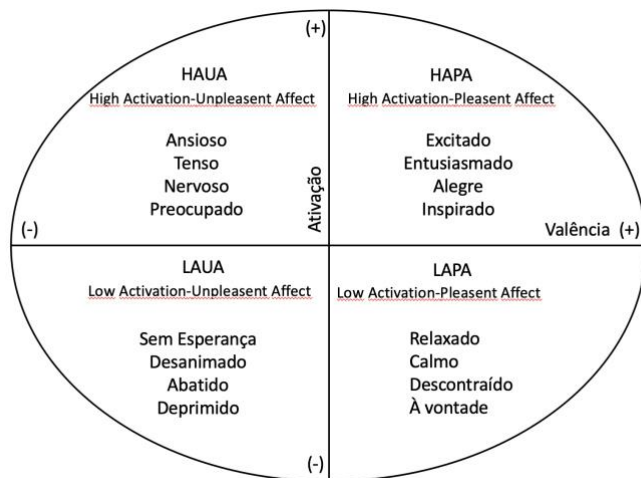 (+)
HAUA
High Activation-Unpleasent Affect
Ansioso
Tenso
Nervoso
Preocupado
HAPA
High Activation-Pleasent Affect
Excitado
Entusiasmado
Alegre
Inspirado
Ativação
(-)
Valência (+)
LAUA
Low Activation-Unpleasent Affect
Sem Esperança
Desanimado
Abatido
Deprimido
LAPA
Low Activation-Pleasent Affect
Relaxado
Calmo
Descontraído
À vontade
(-)